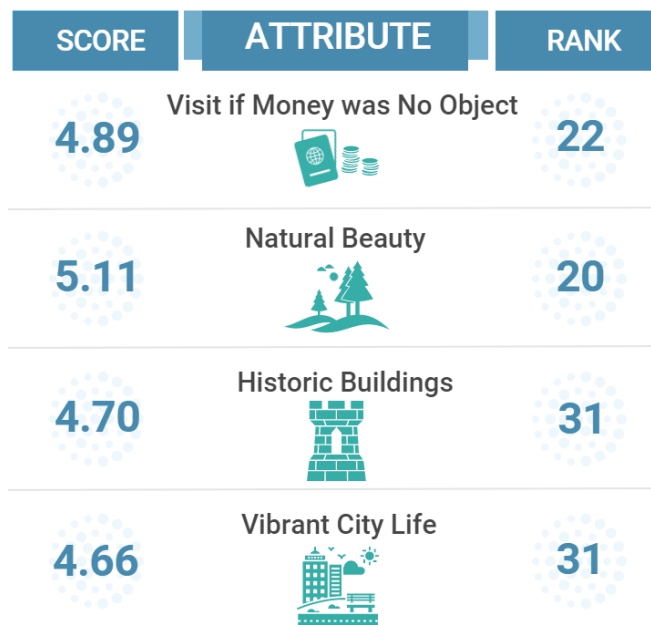 SCORE ATTRIBUTE RANK
Visit if Money was No Object
4.89 22
Natural Beauty
5.11 20
Historic Buildings
4.70 31
Vibrant City Life
4.66 31